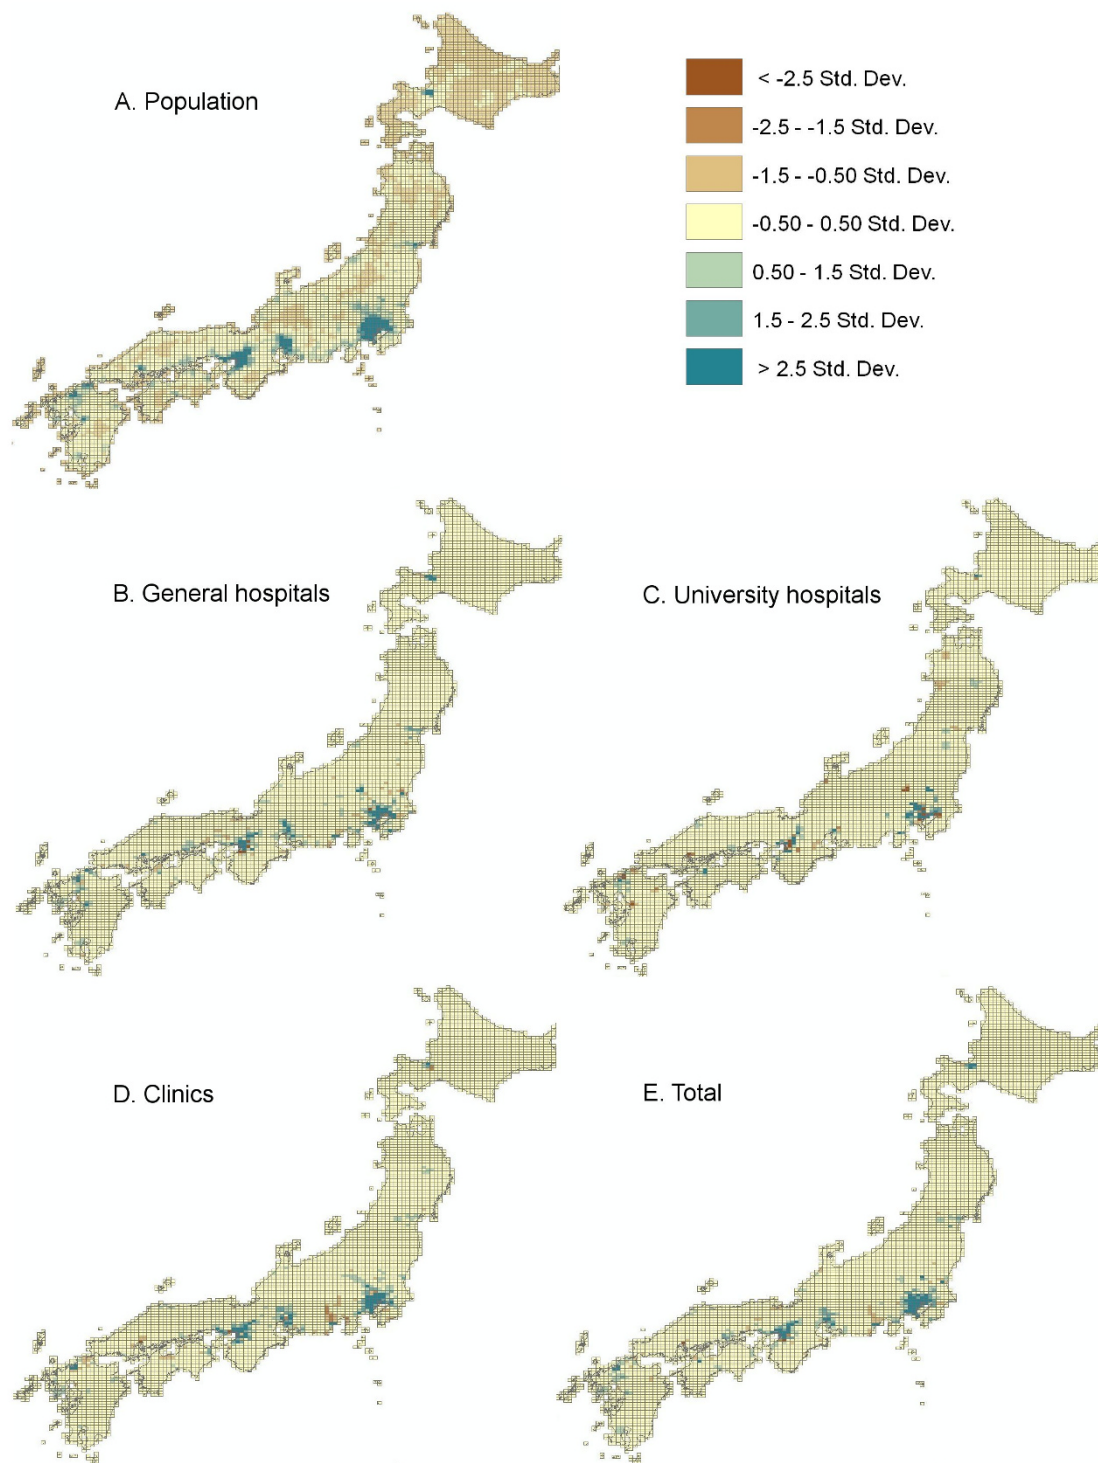 A. Population
< -2.5 Std. Dev.
-2.5 - -1.5 Std. Dev.
-1.5 - -0.50 Std. Dev.
-0.50 - 0.50 Std. Dev.
0.50 - 1.5 Std. Dev.
1.5 - 2.5 Std. Dev.
> 2.5 Std. Dev.
B. General hospitals
C. University hospitals
D. Clinics
E. Total